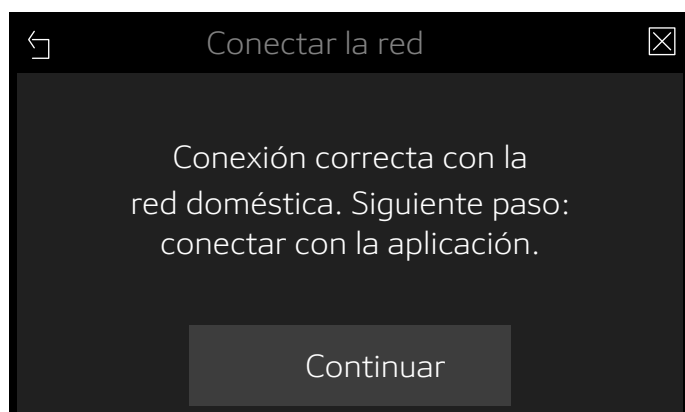 Conectar la red
Conexión correcta con la
red doméstica. Siguiente paso:
conectar con la aplicación.
Continuar